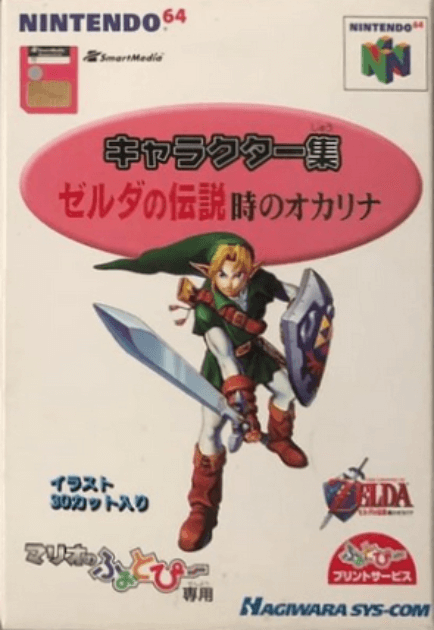 NINTENDO64
SmartMedia
NINTENDO64
N
しゅう
キャラクター集
ゼルダの伝説 時のオカリナ
イラスト
30カット入り
ZELDA
マリオのふぉとぴー
専用
ふぉとぴー
プリントサービス
HAGIWARA SYS-COM